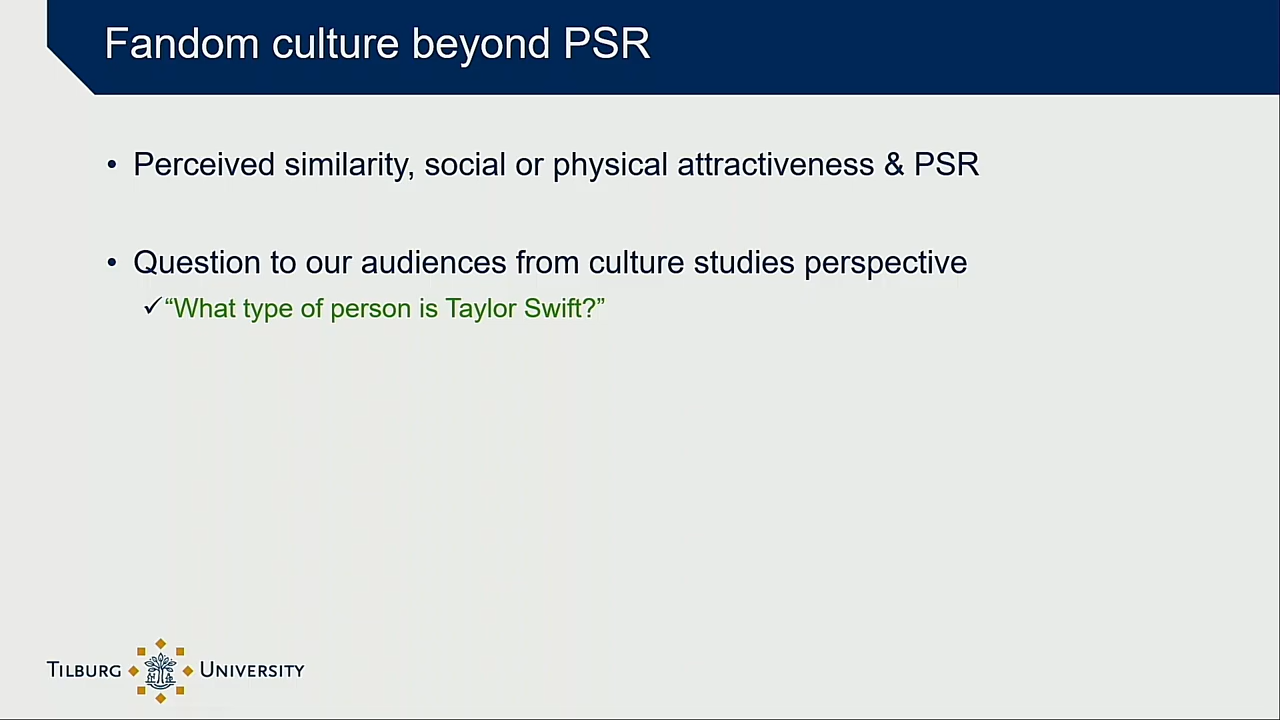 Fandom culture beyond PSR
• Perceived similarity, social or physical attractiveness & PSR
• Question to our audiences from culture studies perspective
✓“What type of person is Taylor Swift?”
TILBURG UNIVERSITY